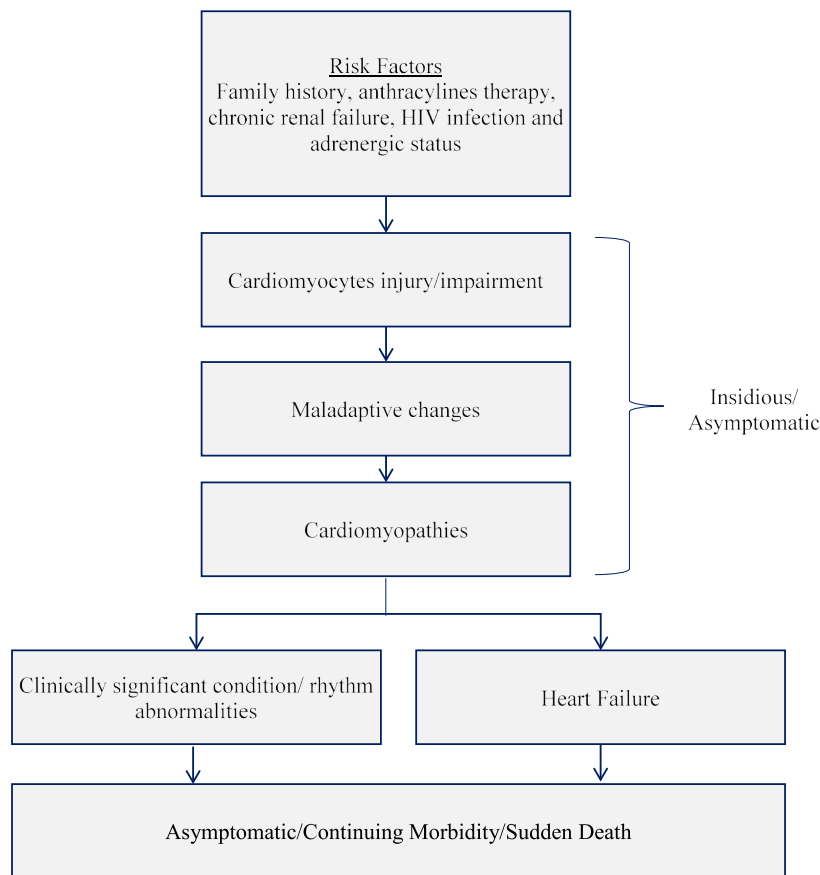 Risk Factors
Family history, anthracylines therapy,
chronic renal failure, HIV infection and
adrenergic status
Cardiomyocytes injury/impairment
Maladaptive changes
Insidious/
Asymptomatic
Cardiomyopathies
Clinically significant condition/ rhythm
abnormalities
Heart Failure
Asymptomatic/Continuing Morbidity/Sudden Death